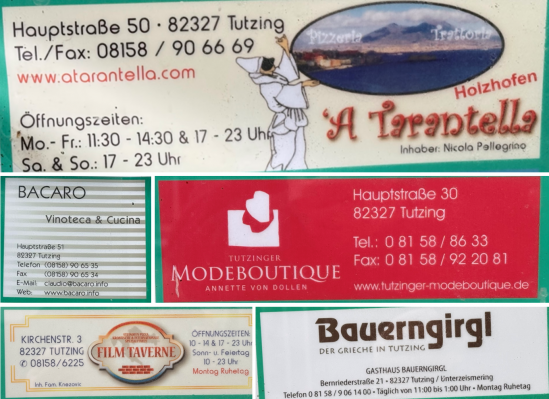 Hauptstraße 50 · 82327 Tutzing
Tel./Fax: 08158 / 90 66 69
www.atarantella.com
Öffnungszeiten:
Mo.- Fr.: 11:30 - 14:30 & 17 - 23 Uhr
Sa. & So.: 17 - 23 Uhr
Pizzeria Trattoria
Holzhofen
'A Tarantella
Inhaber: Nicola Pellegrino
BACARO
Vinoteca & Cucina
Hauptstraße 51
82327 Tutzing
Telefon (08158) 90 65 35
Fax (08158) 90 65 34
E-Mail claudio@bacaro.info
Web: www.bacaro.info
TUTZINGER
MODEBOUTIQUE
ANNETTE VON DOLLEN
Hauptstraße 30
82327 Tutzing
Tel.: 0 81 58 / 86 33
Fax: 0 81 58 / 92 20 81
www.tutzinger-modeboutique.de
KIRCHENSTR. 3
82327 TUTZING
✆ 08158/6225
Inh. Fam. Knezovic
FILM TAVERNE
ÖFFNUNGSZEITEN:
10 - 14 & 17 - 23 Uhr
Sonn- u. Feiertag
10 - 23 Uhr
Montag Ruhetag
Bauerngirgl
DER GRIECHE IN TUTZING
GASTHAUS BAUERNGIRGL
Bernriederstraße 21 • 82327 Tutzing / Unterzeismering
Telefon 0 81 58 / 9 06 14 00 • Täglich von 11:00 bis 1:00 Uhr • Montag Ruhetag